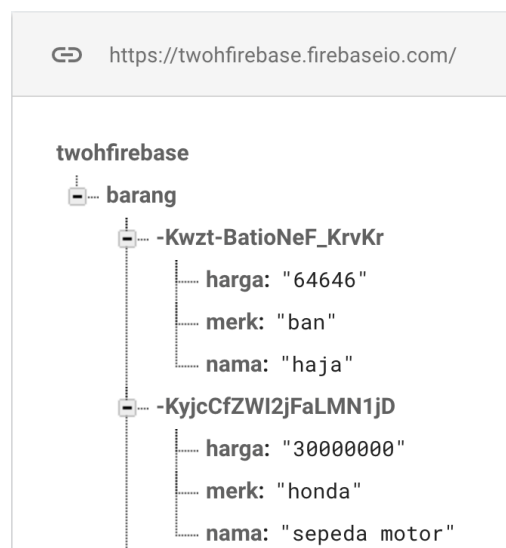 https://twohfirebase.firebaseio.com/
twohfirebase
barang
-Kwzt-BatioNeF_KrvKr
harga: "64646"
merk: "ban"
nama: "haja"
-KyjcCfZWI2jFaLMN1jD
harga: "30000000"
merk: "honda"
nama: "sepeda motor"